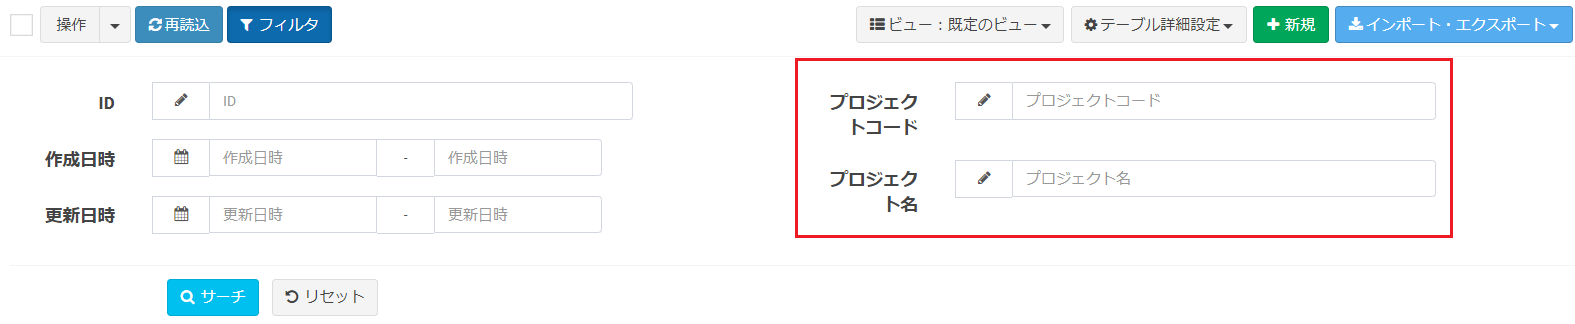 操作 再読込 フィルタ ビュー：既定のビュー テーブル詳細設定 新規 インポート・エクスポート
ID ID
作成日時 作成日時 - 作成日時
更新日時 更新日時 - 更新日時
プロジェク
トコード
プロジェクトコード
プロジェク
ト名
プロジェクト名
サーチ リセット